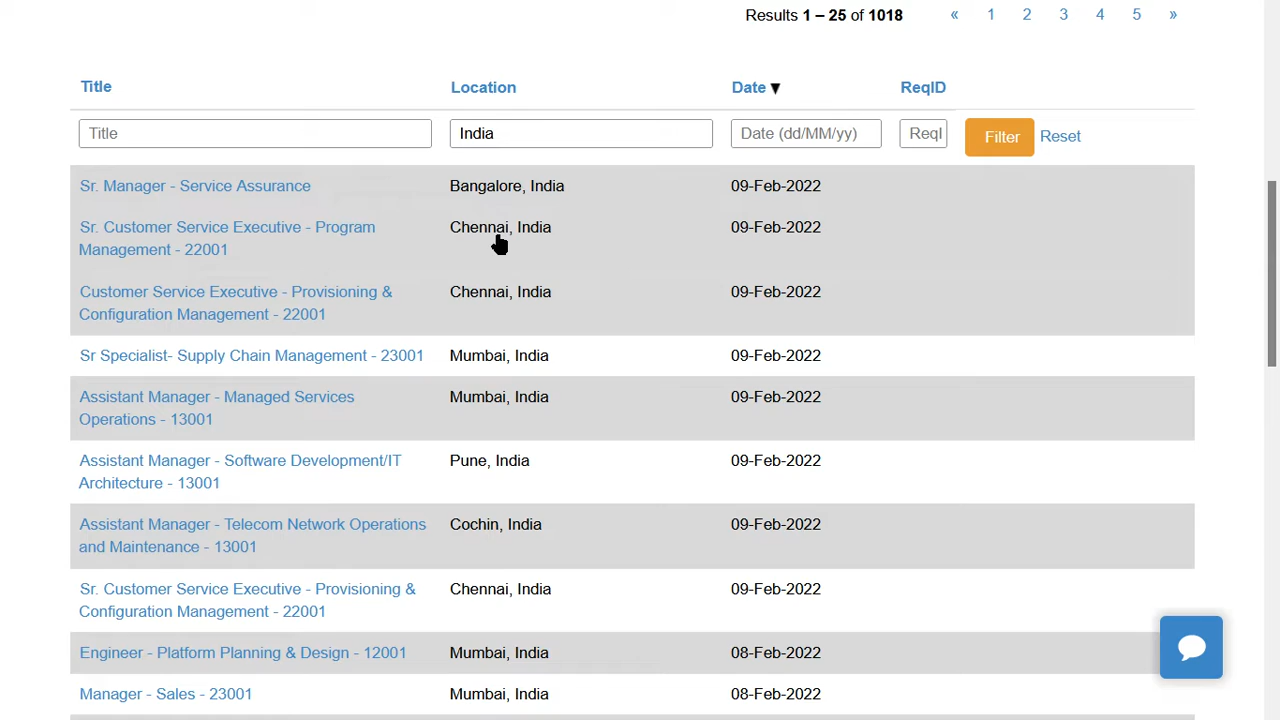 Results 1 – 25 of 1018 « 1 2 3 4 5 »
Title Location Date ▼ ReqID
Title India Date (dd/MM/yy) ReqI Filter Reset
Sr. Manager - Service Assurance Bangalore, India 09-Feb-2022
Sr. Customer Service Executive - Program Chennai, India 09-Feb-2022
Management - 22001
Customer Service Executive - Provisioning & Chennai, India 09-Feb-2022
Configuration Management - 22001
Sr Specialist- Supply Chain Management - 23001 Mumbai, India 09-Feb-2022
Assistant Manager - Managed Services Mumbai, India 09-Feb-2022
Operations - 13001
Assistant Manager - Software Development/IT Pune, India 09-Feb-2022
Architecture - 13001
Assistant Manager - Telecom Network Operations Cochin, India 09-Feb-2022
and Maintenance - 13001
Sr. Customer Service Executive - Provisioning & Chennai, India 09-Feb-2022
Configuration Management - 22001
Engineer - Platform Planning & Design - 12001 Mumbai, India 08-Feb-2022
Manager - Sales - 23001 Mumbai, India 08-Feb-2022